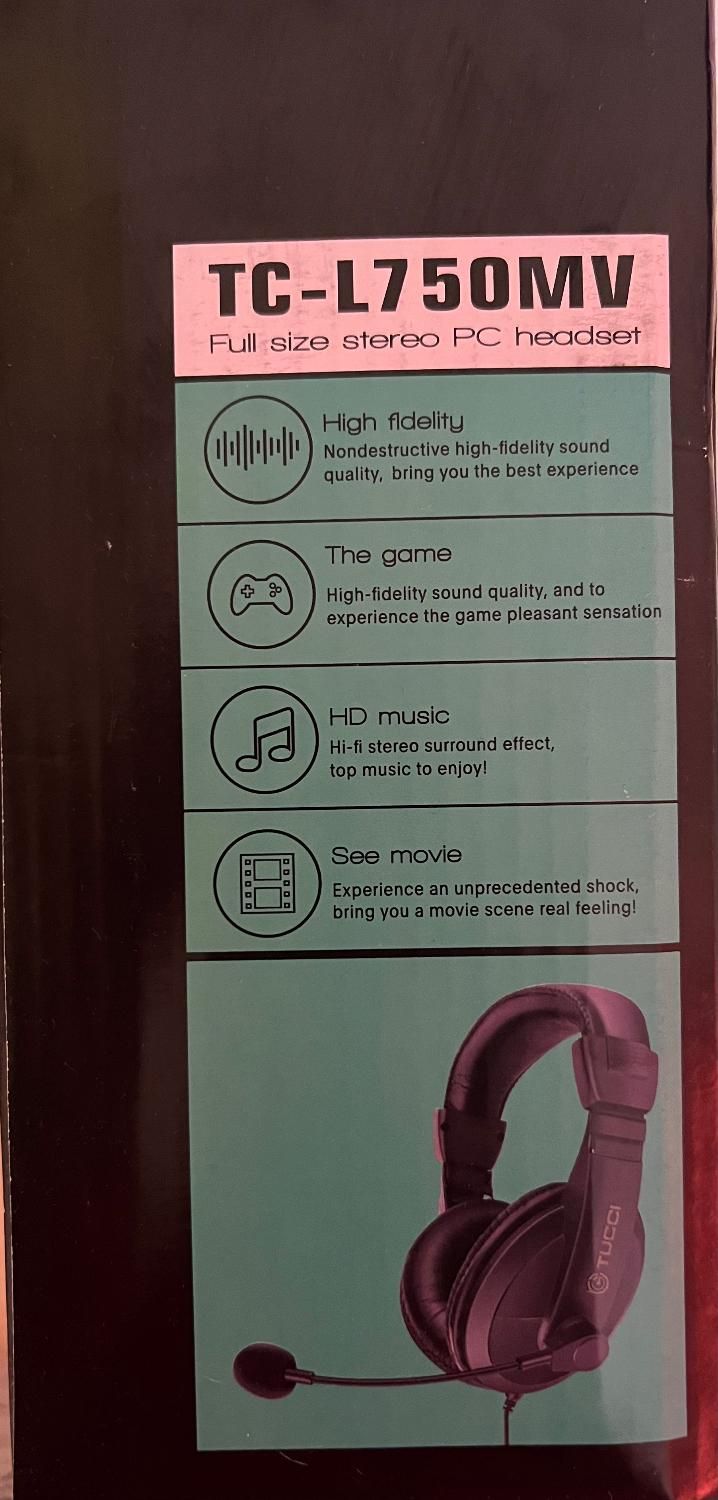 TC-L750MV
Full size stereo PC headset
High fidelity
Nondestructive high-fidelity sound
quality, bring you the best experience
The game
High-fidelity sound quality, and to
experience the game pleasant sensation
HD music
Hi-fi stereo surround effect,
top music to enjoy!
See movie
Experience an unprecedented shock,
bring you a movie scene real feeling!
TUCCI